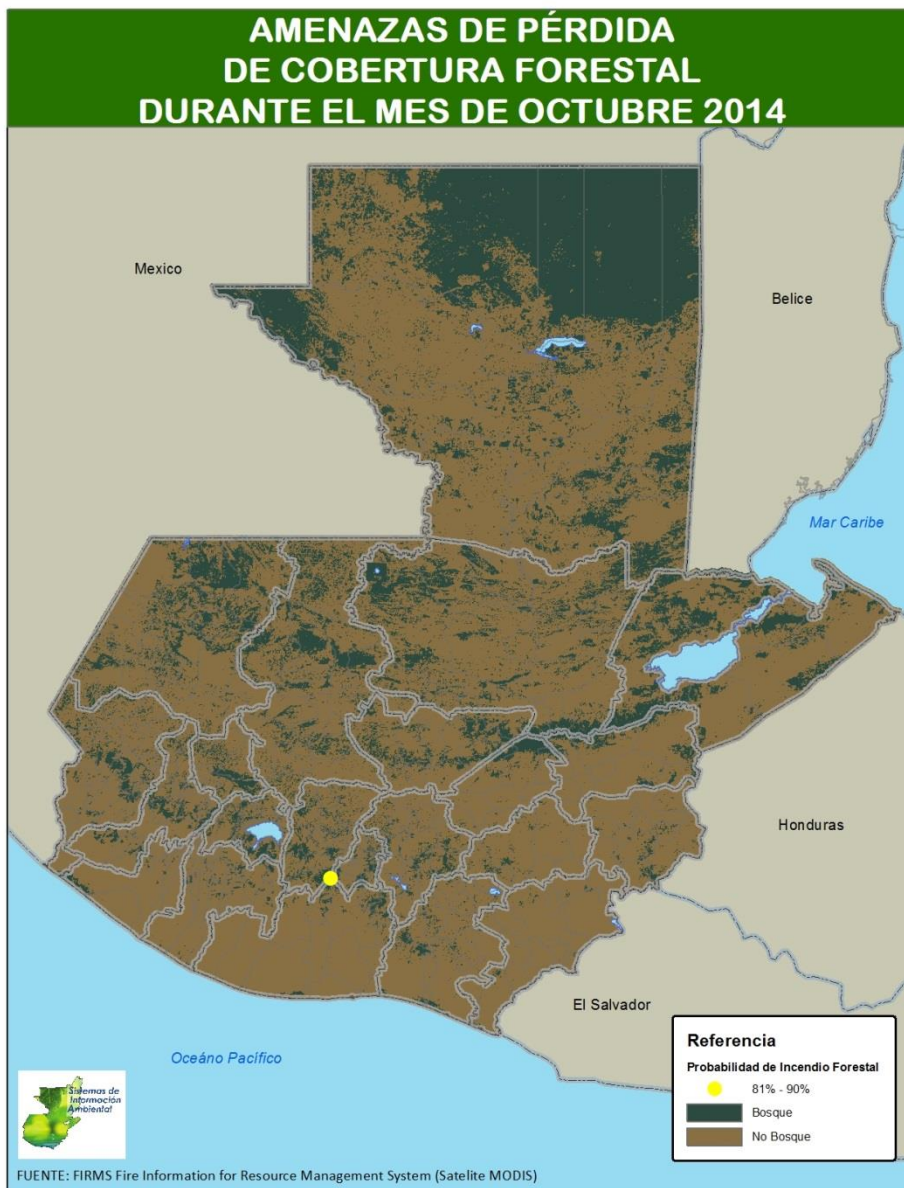 AMENAZAS DE PÉRDIDA
DE COBERTURA FORESTAL
DURANTE EL MES DE OCTUBRE 2014
Mexico
Belice
Mar Caribe
Honduras
El Salvador
Oceáno Pacífico
Referencia
Probabilidad de Incendio Forestal
81% - 90%
Bosque
No Bosque
Sistemas de
Información
Ambiental
FUENTE: FIRMS Fire Information for Resource Management System (Satelite MODIS)